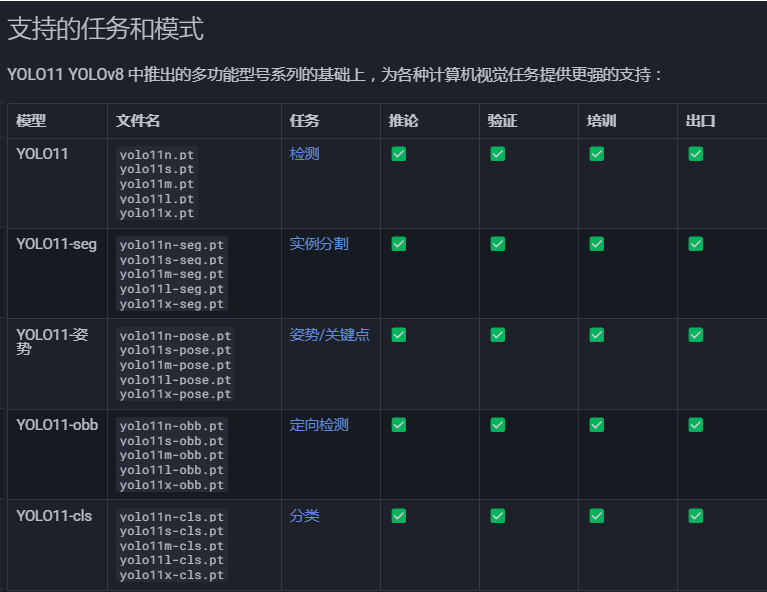 支持的任务和模式
YOLO11 YOLOv8 中推出的多功能型号系列的基础上，为各种计算机视觉任务提供更强的支持：
模型 文件名 任务 推论 验证 培训 出口
YOLO11 yolo11n.pt 检测
yolo11s.pt
yolo11m.pt
yolo11l.pt
yolo11x.pt
YOLO11-seg yolo11n-seg.pt 实例分割
yolo11s-seg.pt
yolo11m-seg.pt
yolo11l-seg.pt
yolo11x-seg.pt
YOLO11-姿 yolo11n-pose.pt 姿势/关键点
势 yolo11s-pose.pt
yolo11m-pose.pt
yolo11l-pose.pt
yolo11x-pose.pt
YOLO11-obb yolo11n-obb.pt 定向检测
yolo11s-obb.pt
yolo11m-obb.pt
yolo11l-obb.pt
yolo11x-obb.pt
YOLO11-cls yolo11n-cls.pt 分类
yolo11s-cls.pt
yolo11m-cls.pt
yolo11l-cls.pt
yolo11x-cls.pt